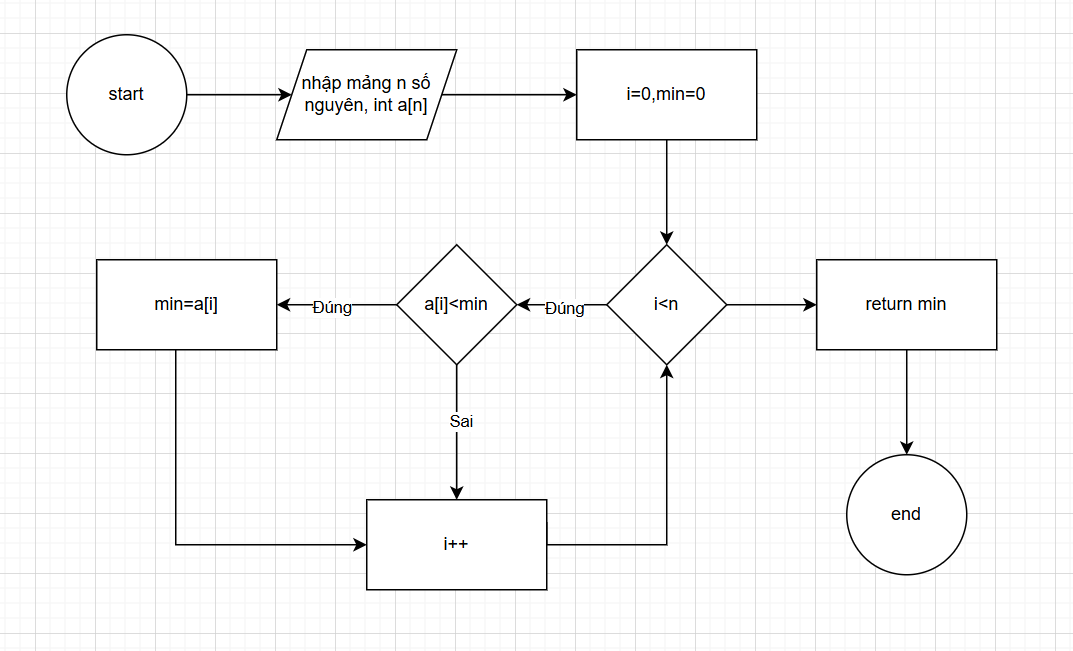 start
nhập mảng n số
nguyên, int a[n]
i=0,min=0
min=a[i]
Đúng
a[i]<min
Đúng
i<n
return min
Sai
i++
end